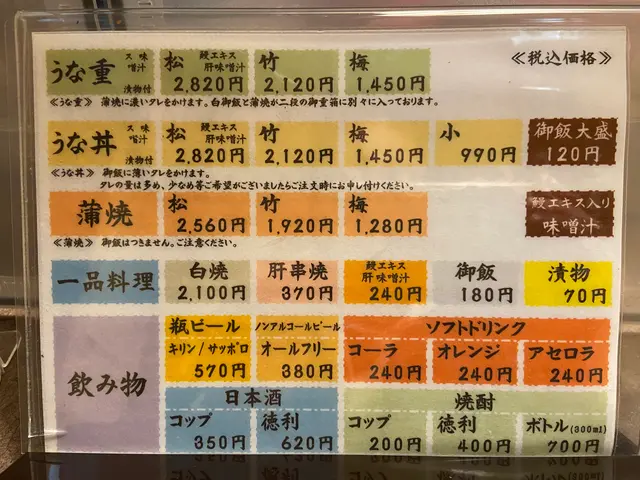 うな重 味噌汁 漬物付 松 鰻エキス 肝味噌汁 竹 梅 ≪税込価格≫
2,820円 2,120円 1,450円
≪うな重≫ 蒲焼に濃いタレをかけます。白御飯と蒲焼が二段の御重箱に別々に入っております。
うな丼 味噌汁 漬物付 松 鰻エキス 肝味噌汁 竹 梅 小 御飯大盛
2,820円 2,120円 1,450円 990円 120円
≪うな丼≫ 御飯に薄いタレをかけます。
タレの量は多め、少なめ等ご希望がございましたらご注文時にお申し付けください。
蒲焼 松 竹 梅 鰻エキス入り
2,560円 1,920円 1,280円 味噌汁
≪蒲焼≫ 御飯はつきません。ご注意ください。
一品料理 白焼 肝串焼 鰻エキス 肝味噌汁 御飯 漬物
2,100円 370円 240円 180円 70円
飲み物 瓶ビール ノンアルコールビール ソフトドリンク
キリン/サッポロ オールフリー コーラ オレンジ アセロラ
570円 380円 240円 240円 240円
日本酒 焼酎
コップ 徳利 コップ 徳利 ボトル(300ml)
350円 620円 200円 400円 700円